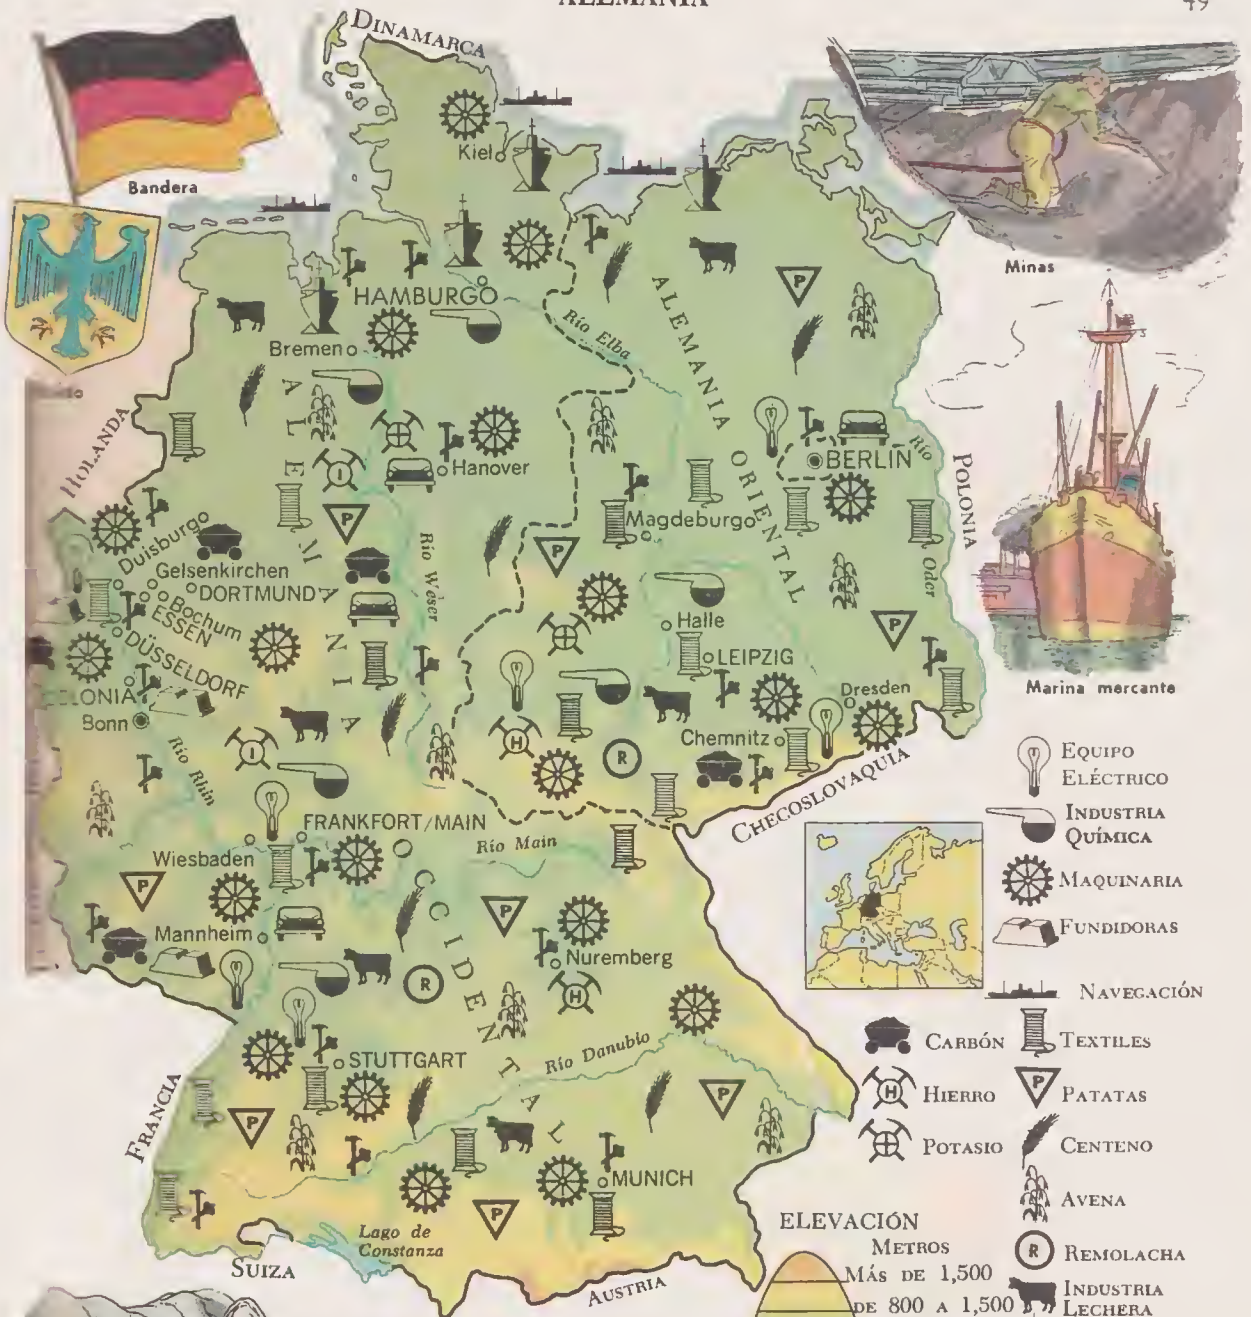 ALEMANIA
49
DINAMARCA
Bandera
Kiel
Minas
HAMBURGO
Río Elba
Bremen
HOLANDA
ALEMANIA ORIENTAL
ALEMANIA
Hanover
BERLIN
Río
Oder
POLONIA
Magdeburgo
Duisburgo
Gelsenkirchen
DORTMUND
Bochum
ESSEN
DÜSSELDORF
Río Weser
Halle
LEIPZIG
Dresden
Chemnitz
Marina mercante
COLONIA
Bonn
Río Rhin
CHECOSLOVAQUIA
FRANKFORT/MAIN
Río Main
Wiesbaden
OCCIDENTAL
Mannheim
Nuremberg
STUTTGART
Río Danubio
FRANCIA
MUNICH
Lago de
Constanza
SUIZA
AUSTRIA
P
P
P
P
P
P
P
P
P
P
I
I
H
H
R
R
EQUIPO
ELÉCTRICO
INDUSTRIA
QUÍMICA
MAQUINARIA
FUNDIDORAS
NAVEGACIÓN
CARBÓN
TEXTILES
H HIERRO
P PATATAS
POTASIO
CENTENO
AVENA
R REMOLACHA
INDUSTRIA
LECHERA
ELEVACIÓN
METROS
MÁS DE 1,500
DE 800 A 1,500